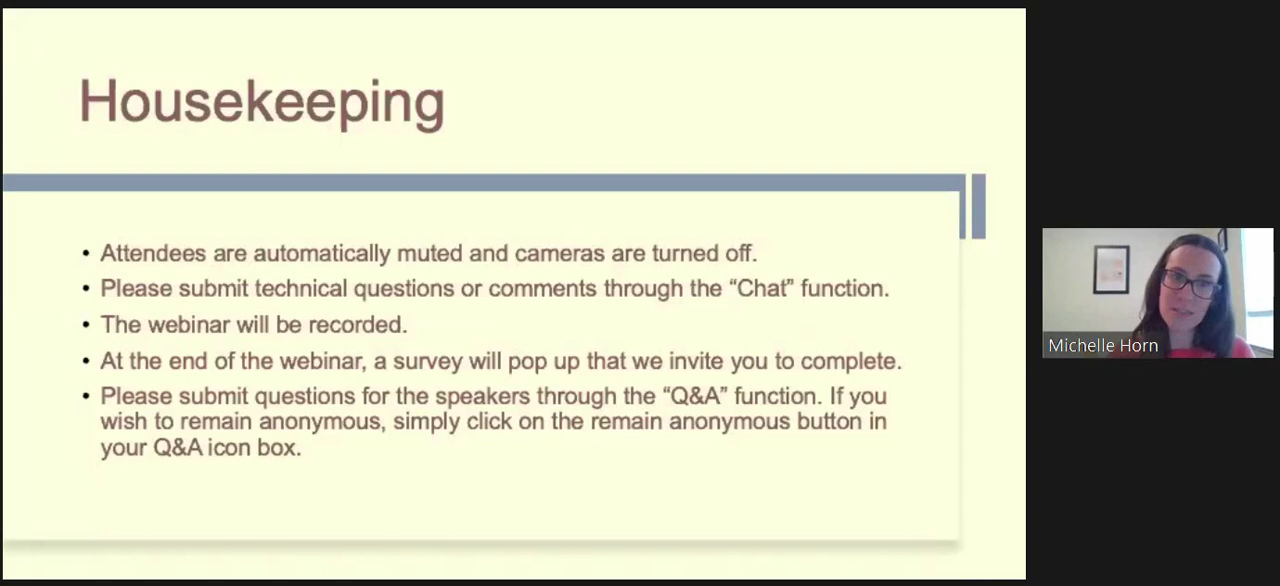 Housekeeping
• Attendees are automatically muted and cameras are turned off.
• Please submit technical questions or comments through the “Chat” function.
• The webinar will be recorded.
• At the end of the webinar, a survey will pop up that we invite you to complete.
• Please submit questions for the speakers through the “Q&A” function. If you
wish to remain anonymous, simply click on the remain anonymous button in
your Q&A icon box.
Michelle Horn